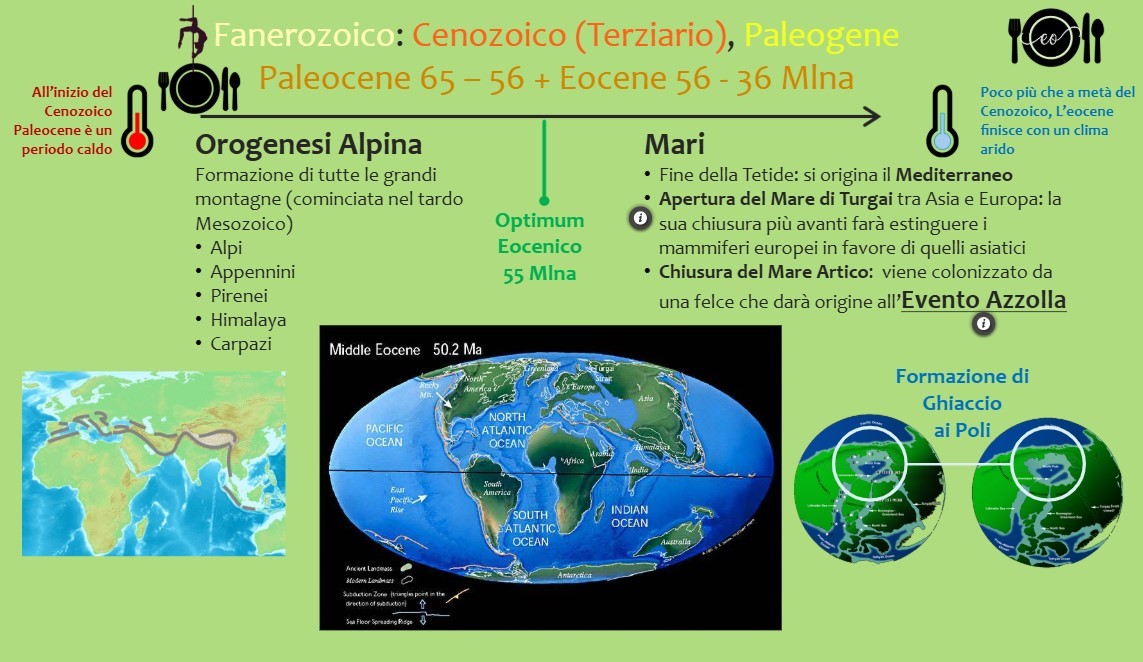 Fanerozoico: Cenozoico (Terziario), Paleogene
Paleocene 65 – 56 + Eocene 56 - 36 Mlna
eo
All'inizio del
Cenozoico
Paleocene è un
periodo caldo
Poco più che a metà del
Cenozoico, L'eocene
finisce con un clima
arido
Orogenesi Alpina
Formazione di tutte le grandi
montagne (cominciata nel tardo
Mesozoico)
• Alpi
• Appennini
• Pirenei
• Himalaya
• Carpazi
Optimum
Eocenico
55 Mlna
Mari
• Fine della Tetide: si origina il Mediterraneo
• Apertura del Mare di Turgai tra Asia e Europa: la
sua chiusura più avanti farà estinguere i
mammiferi europei in favore di quelli asiatici
• Chiusura del Mare Artico: viene colonizzato da
una felce che darà origine all'Evento Azzolla
Middle Eocene 50.2 Ma
Greenland
Turgai
Strait
Rocky
Mts.
North
America
Europe
Asia
PACIFIC
OCEAN
NORTH
ATLANTIC
OCEAN
Africa
Arabia
Himalayas
India
South
America
East
Pacific
Rise
SOUTH
ATLANTIC
OCEAN
INDIAN
OCEAN
Australia
Antarctica
Ancient Landmass
Modern Landmass
Subduction Zone (triangles point in the
direction of subduction)
Sea Floor Spreading Ridge
Formazione di
Ghiaccio
ai Poli